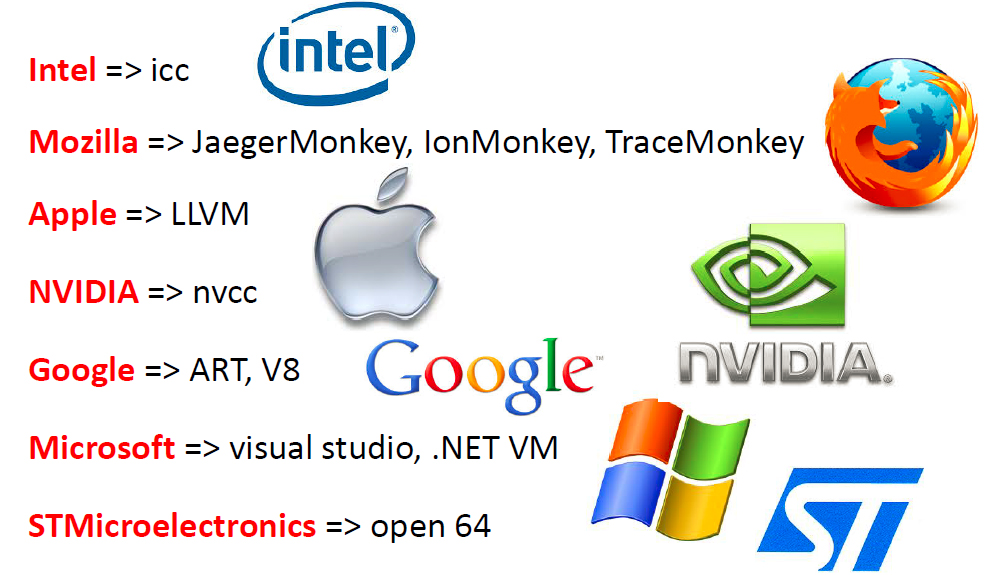 Intel => icc
intel®
Mozilla => JaegerMonkey, IonMonkey, TraceMonkey
Apple => LLVM
NVIDIA => nvcc
nVIDIA®
Google => ART, V8
Google™
Microsoft => visual studio, .NET VM
STMicroelectronics => open 64
ST